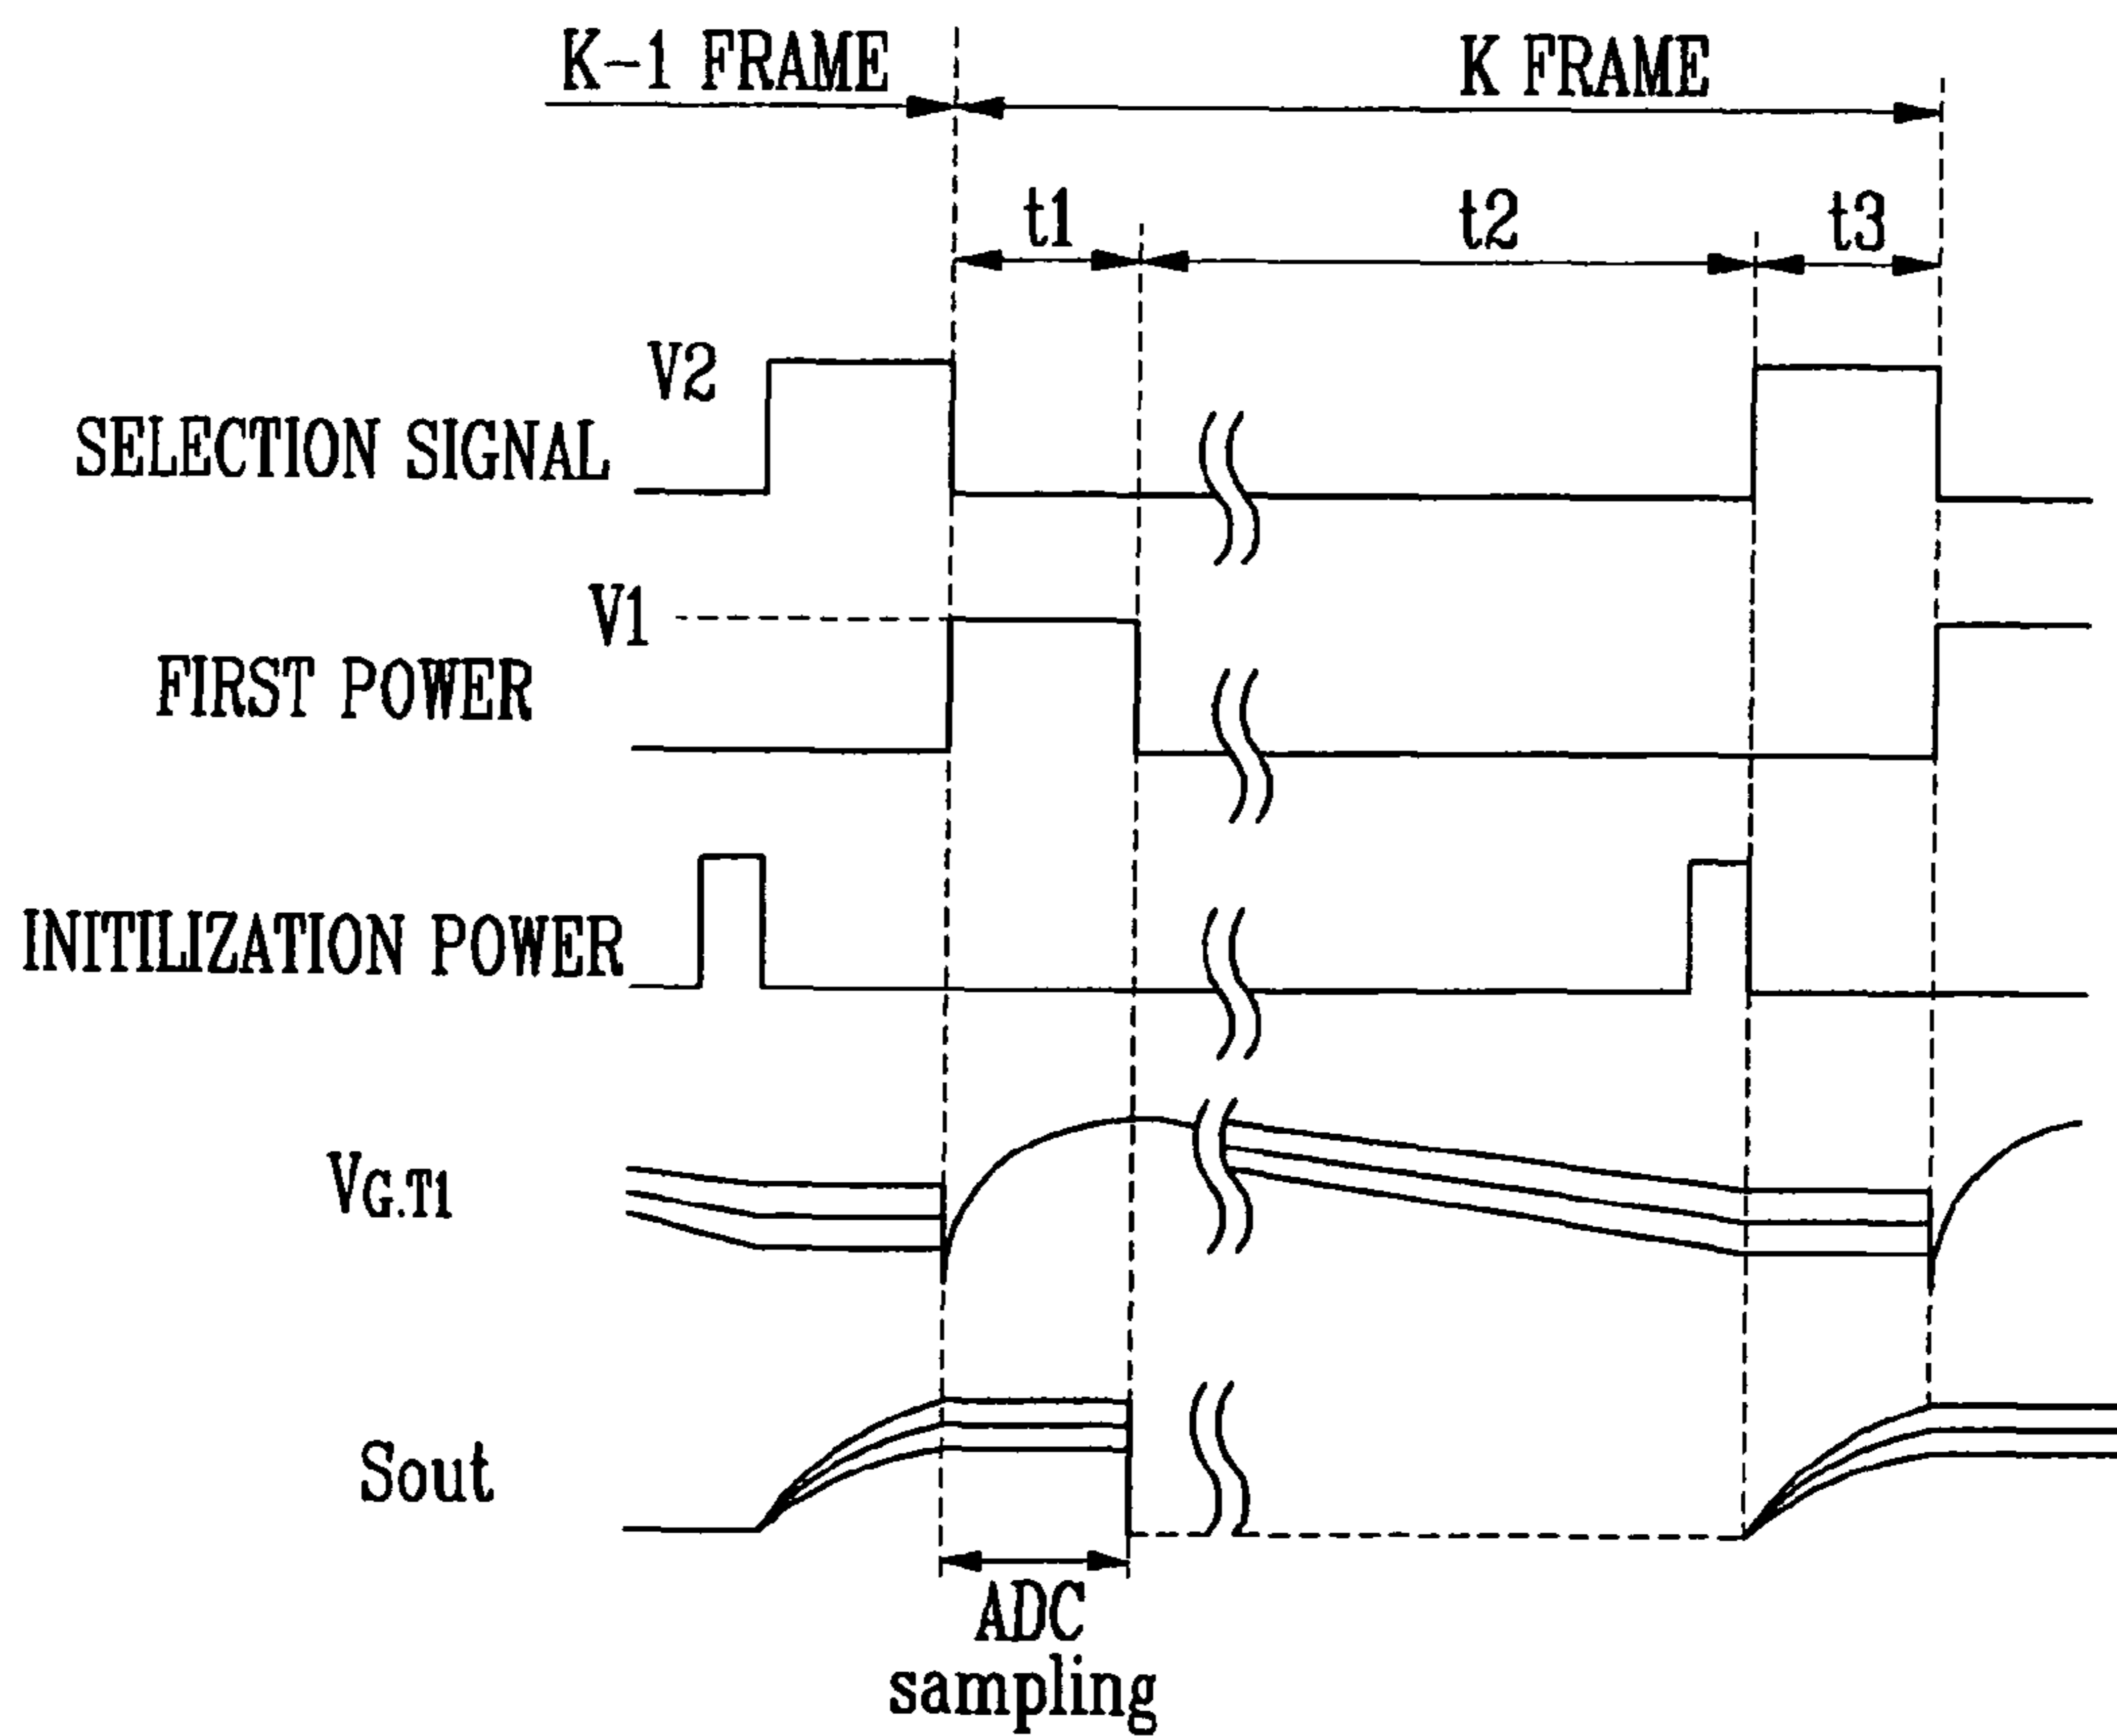 K-1 FRAME
K FRAME
t1
t2
t3
V2
SELECTION SIGNAL
V1
FIRST POWER
INITILIZATION POWER
VG.T1
Sout
ADC
sampling